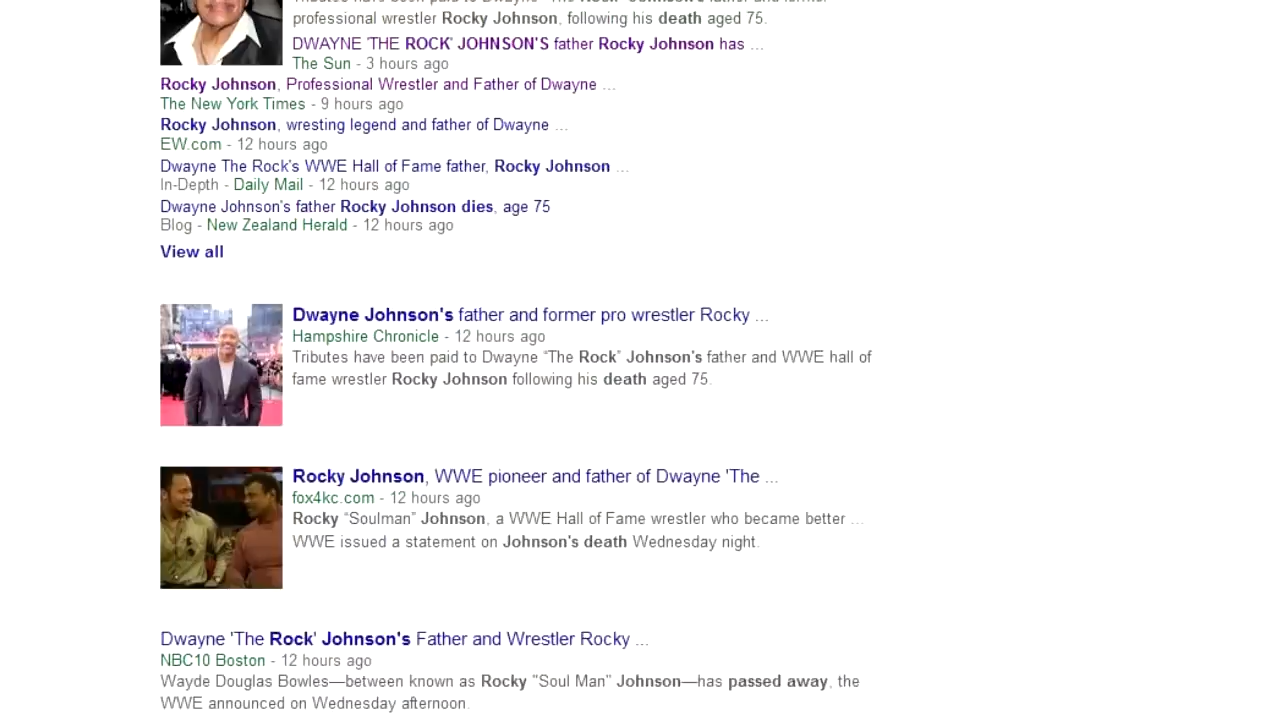 professional wrestler Rocky Johnson, following his death aged 75.
DWAYNE 'THE ROCK' JOHNSON'S father Rocky Johnson has ...
The Sun - 3 hours ago
Rocky Johnson, Professional Wrestler and Father of Dwayne ...
The New York Times - 9 hours ago
Rocky Johnson, wresting legend and father of Dwayne ...
EW.com - 12 hours ago
Dwayne The Rock's WWE Hall of Fame father, Rocky Johnson ...
In-Depth - Daily Mail - 12 hours ago
Dwayne Johnson's father Rocky Johnson dies, age 75
Blog - New Zealand Herald - 12 hours ago
View all
Dwayne Johnson's father and former pro wrestler Rocky ...
Hampshire Chronicle - 12 hours ago
Tributes have been paid to Dwayne “The Rock” Johnson's father and WWE hall of
fame wrestler Rocky Johnson following his death aged 75.
Rocky Johnson, WWE pioneer and father of Dwayne 'The ...
fox4kc.com - 12 hours ago
Rocky “Soulman” Johnson, a WWE Hall of Fame wrestler who became better ...
WWE issued a statement on Johnson's death Wednesday night.
Dwayne 'The Rock' Johnson's Father and Wrestler Rocky ...
NBC10 Boston - 12 hours ago
Wayde Douglas Bowles—between known as Rocky "Soul Man" Johnson—has passed away, the
WWE announced on Wednesday afternoon.